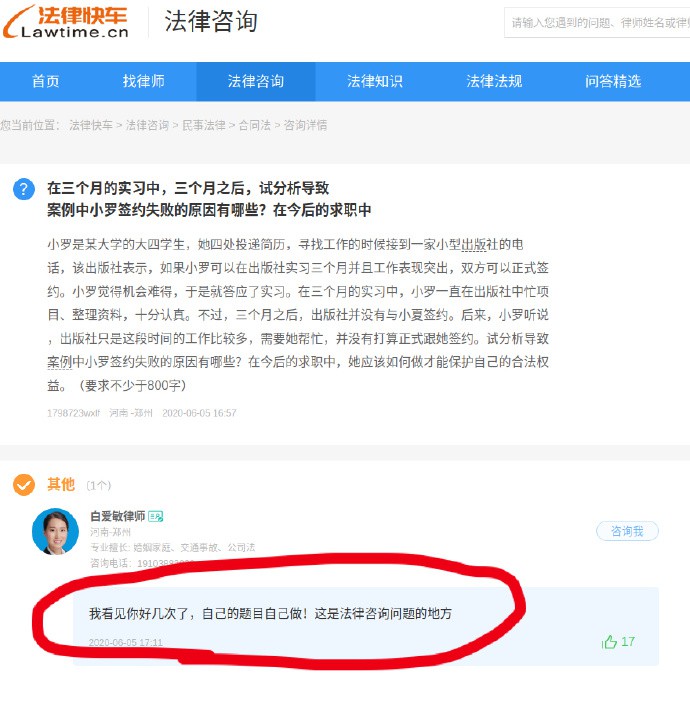 法律快车
Lawtime.cn
法律咨询
请输入您遇到的问题、律师姓名或律
首页 找律师 法律咨询 法律知识 法律法规 问答精选
您当前位置： 法律快车 > 法律咨询 > 民事法律 > 合同法 > 咨询详情
?
在三个月的实习中，三个月之后，试分析导致
案例中小罗签约失败的原因有哪些？在今后的求职中
小罗是某大学的大四学生，她四处投递简历，寻找工作的时候接到一家小型出版社的电
话，该出版社表示，如果小罗可以在出版社实习三个月并且工作表现突出，双方可以正式签
约。小罗觉得机会难得，于是就答应了实习。在三个月的实习中，小罗一直在出版社中忙项
目、整理资料，十分认真。不过，三个月之后，出版社并没有与小夏签约。后来，小罗听说
，出版社只是这段时间的工作比较多，需要她帮忙，并没有打算正式跟她签约。试分析导致
案例中小罗签约失败的原因有哪些？在今后的求职中，她应该如何做才能保护自己的合法权
益。（要求不少于800字）
1798723wxlf 河南 -郑州 2020-06-05 16:57
其他 （1个）
白爱敏律师
河南-郑州
专业擅长: 婚姻家庭、交通事故、公司法
咨询电话：
咨询我
我看见你好几次了，自己的题目自己做！这是法律咨询问题的地方
2020-06-05 17:11
17